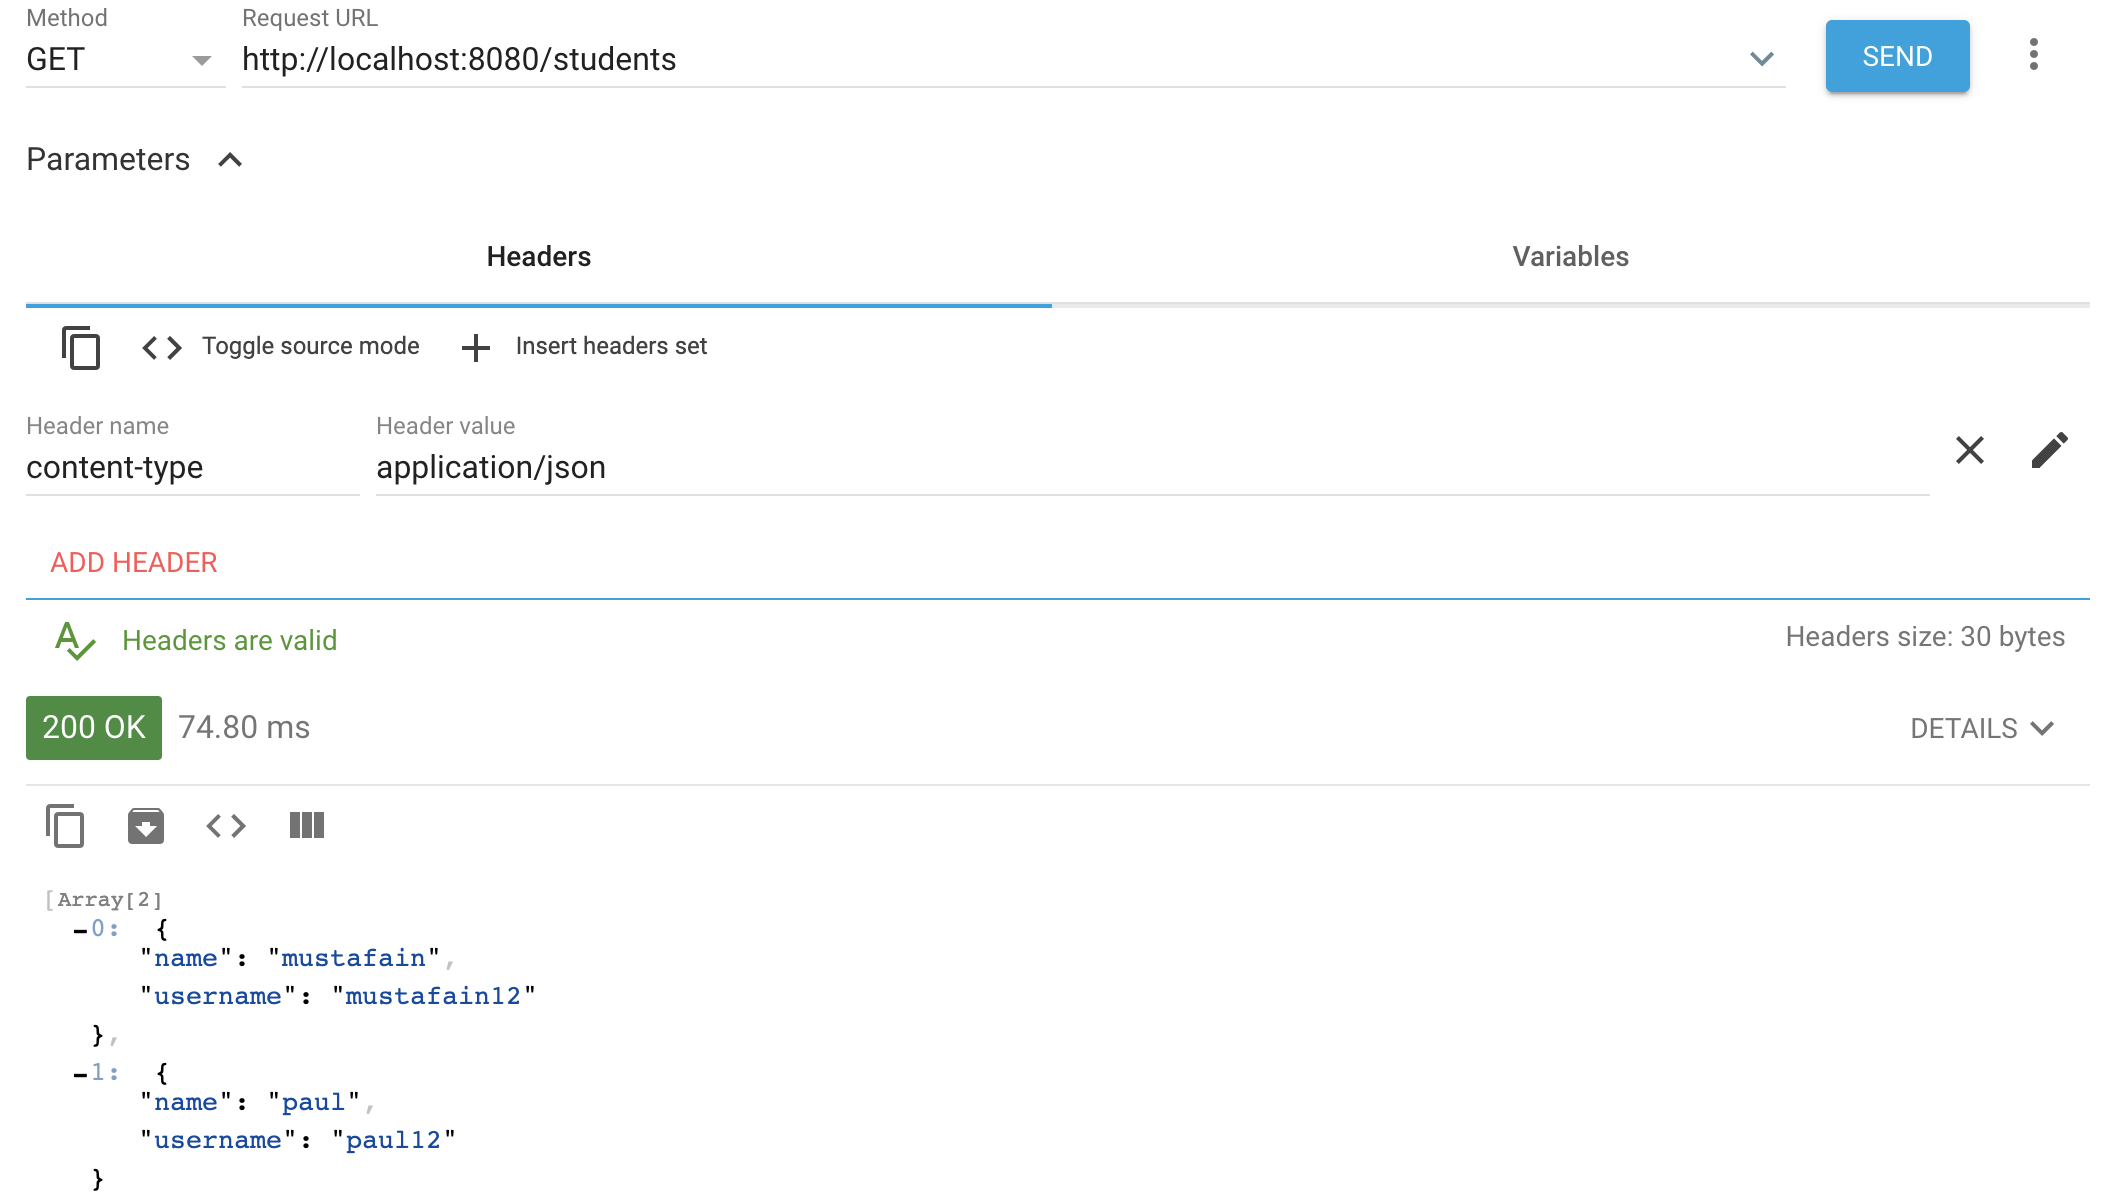 Method Request URL
GET http://localhost:8080/students SEND
Parameters
Headers Variables
Toggle source mode Insert headers set
Header name Header value
content-type application/json
ADD HEADER
Headers are valid Headers size: 30 bytes
200 OK 74.80 ms DETAILS
[Array[2]
-0: {
"name": "mustafain",
"username": "mustafain12"
},
-1: {
"name": "paul",
"username": "paul12"
}